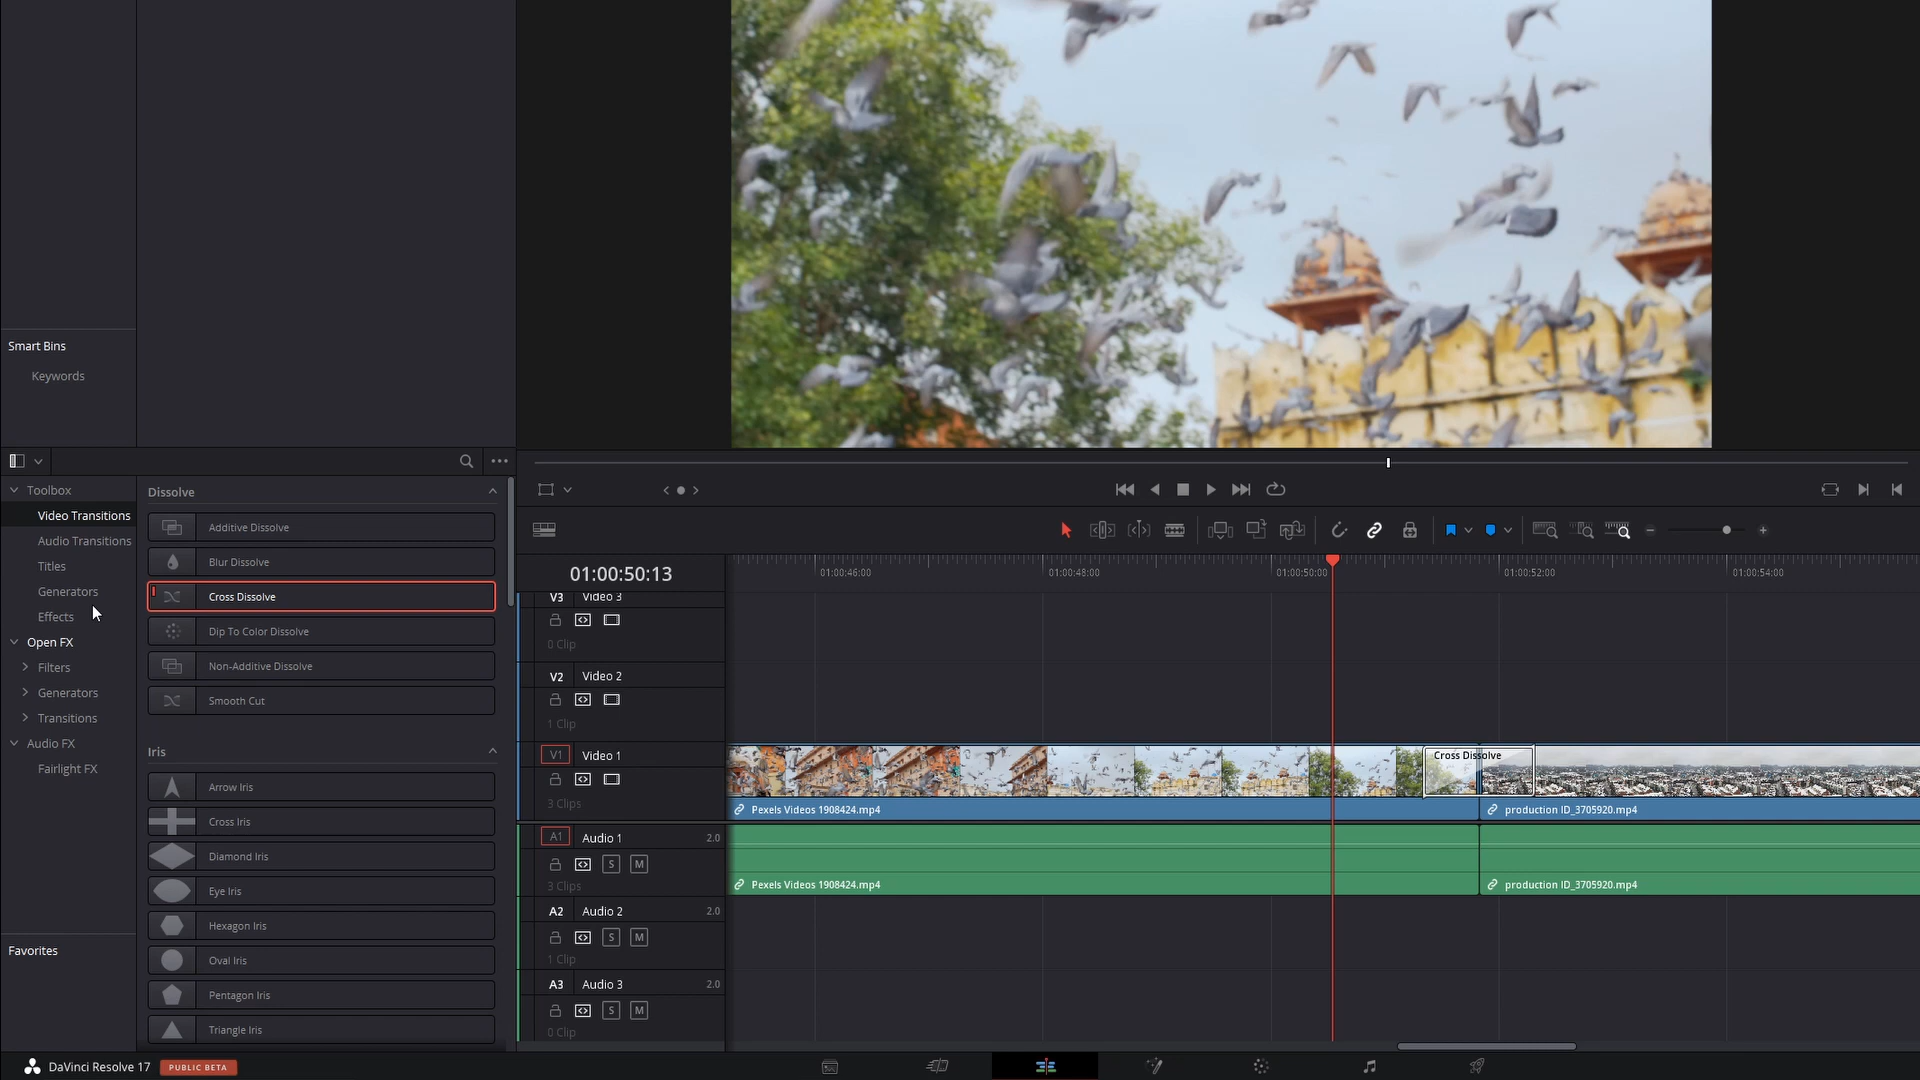 Smart Bins
Keywords
Toolbox
Video Transitions
Audio Transitions
Titles
Generators
Effects
Open FX
Filters
Generators
Transitions
Audio FX
Fairlight FX
Favorites
Dissolve
Additive Dissolve
Blur Dissolve
Cross Dissolve
Dip To Color Dissolve
Non-Additive Dissolve
Smooth Cut
Iris
Arrow Iris
Cross Iris
Diamond Iris
Eye Iris
Hexagon Iris
Oval Iris
Pentagon Iris
Triangle Iris
01:00:50:13
01:00:46:00
01:00:48:00
01:00:50:00
01:00:52:00
01:00:54:00
V3 Video 3
0 Clip
V2 Video 2
1 Clip
V1 Video 1
3 Clips
Cross Dissolve
Pexels Videos 1908424.mp4
production ID_3705920.mp4
A1 Audio 1 2.0
S M
3 Clips
Pexels Videos 1908424.mp4
production ID_3705920.mp4
A2 Audio 2 2.0
S M
1 Clip
A3 Audio 3 2.0
S M
0 Clip
DaVinci Resolve 17 PUBLIC BETA